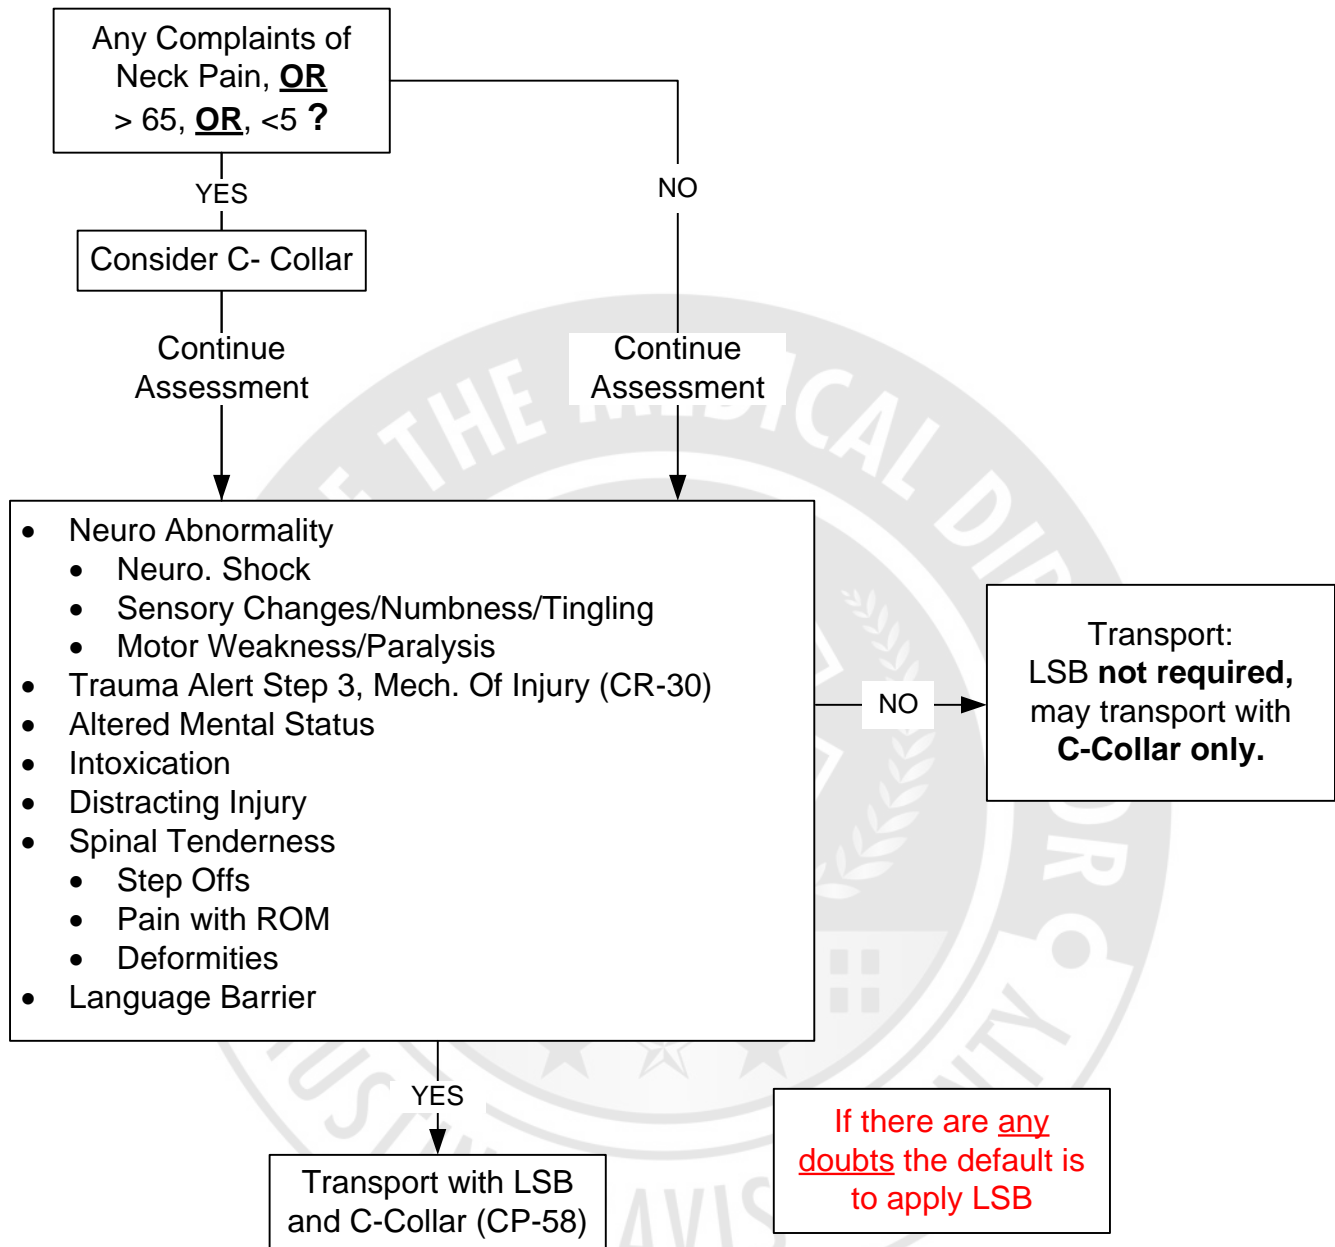 Any Complaints of
Neck Pain, OR
> 65, OR, <5 ?
YES
NO
Consider C- Collar
Continue
Assessment
Continue
Assessment
• Neuro Abnormality
• Neuro. Shock
• Sensory Changes/Numbness/Tingling
• Motor Weakness/Paralysis
• Trauma Alert Step 3, Mech. Of Injury (CR-30)
• Altered Mental Status
• Intoxication
• Distracting Injury
• Spinal Tenderness
• Step Offs
• Pain with ROM
• Deformities
• Language Barrier
NO
Transport:
LSB not required,
may transport with
C-Collar only.
YES
Transport with LSB
and C-Collar (CP-58)
If there are any
doubts the default is
to apply LSB
THE MEDICAL